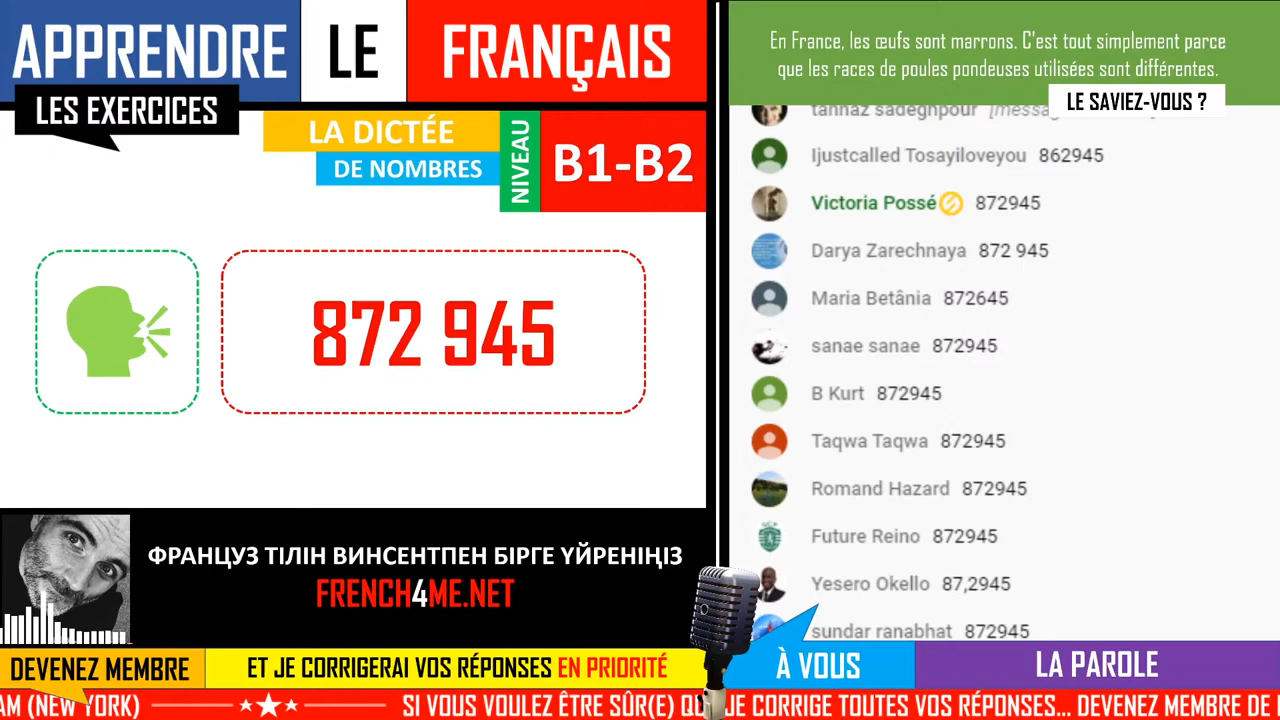 APPRENDRE LE FRANÇAIS
LES EXERCICES
LA DICTÉE
DE NOMBRES
NIVEAU
B1-B2
872 945
ФРАНЦУЗ ТІЛІН ВИНСЕНТПЕН БІРГЕ ҮЙРЕНІҢІЗ
FRENCH4ME.NET
En France, les œufs sont marrons. C'est tout simplement parce
que les races de poules pondeuses utilisées sont différentes.
LE SAVIEZ-VOUS ?
tannaz sadeghpour
Ijustcalled Tosayiloveyou 862945
Victoria Possé 872945
Darya Zarechnaya 872 945
Maria Betânia 872645
sanae sanae 872945
B Kurt 872945
Taqwa Taqwa 872945
Romand Hazard 872945
Future Reino 872945
Yesero Okello 87,2945
sundar ranabhat 872945
DEVENEZ MEMBRE
ET JE CORRIGERAI VOS RÉPONSES EN PRIORITÉ
À VOUS
LA PAROLE
AM (NEW YORK) SI VOUS VOULEZ ÊTRE SÛR(E) QU JE CORRIGE TOUTES VOS RÉPONSES... DEVENEZ MEMBRE DE